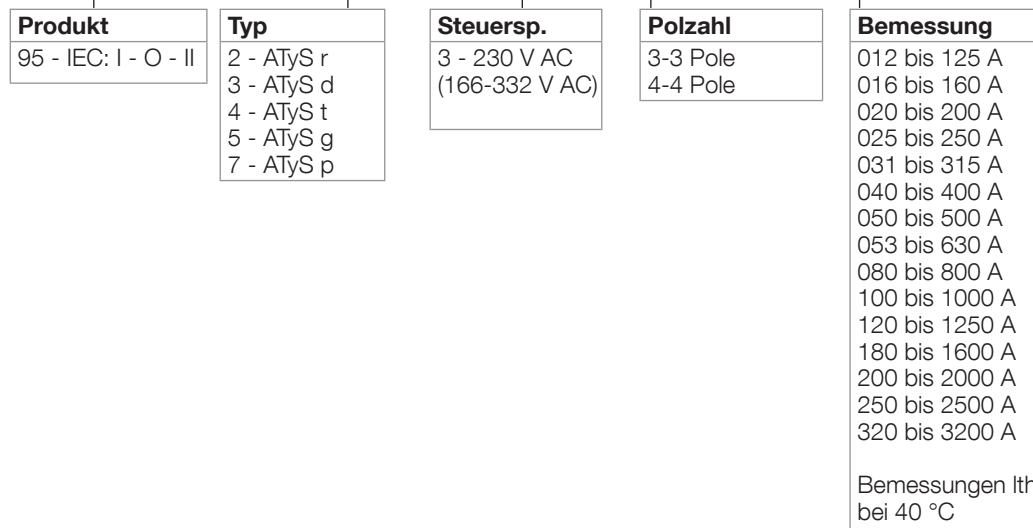 Produkt
95 - IEC: I - O - II
Typ
2 - ATyS r
3 - ATyS d
4 - ATyS t
5 - ATyS g
7 - ATyS p
Steuersp.
3 - 230 V AC
(166-332 V AC)
Polzahl
3-3 Pole
4-4 Pole
Bemessung
012 bis 125 A
016 bis 160 A
020 bis 200 A
025 bis 250 A
031 bis 315 A
040 bis 400 A
050 bis 500 A
053 bis 630 A
080 bis 800 A
100 bis 1000 A
120 bis 1250 A
180 bis 1600 A
200 bis 2000 A
250 bis 2500 A
320 bis 3200 A
Bemessungen Ith
bei 40 °C